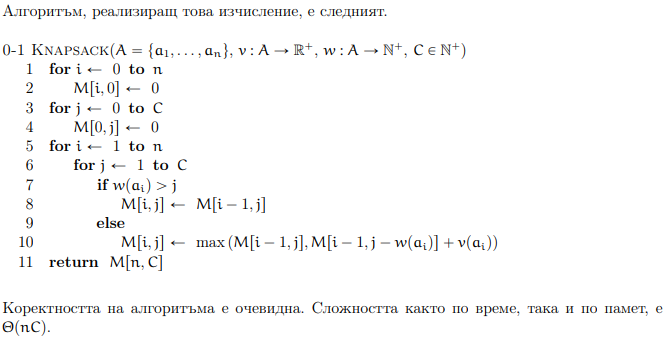 Алгоритъм, реализиращ това изчисление, е следният.
0-1 KNAPSACK(A = {a₁, . . . , aₙ}, v : A → ℝ⁺, w : A → ℕ⁺, C ∈ ℕ⁺)
1 for i ← 0 to n
2 M[i, 0] ← 0
3 for j ← 0 to C
4 M[0, j] ← 0
5 for i ← 1 to n
6 for j ← 1 to C
7 if w(aᵢ) > j
8 M[i, j] ← M[i − 1, j]
9 else
10 M[i, j] ← max (M[i − 1, j], M[i − 1, j − w(aᵢ)] + v(aᵢ))
11 return M[n, C]
Коректността на алгоритъма е очевидна. Сложността както по време, така и по памет, е
Θ(nC).